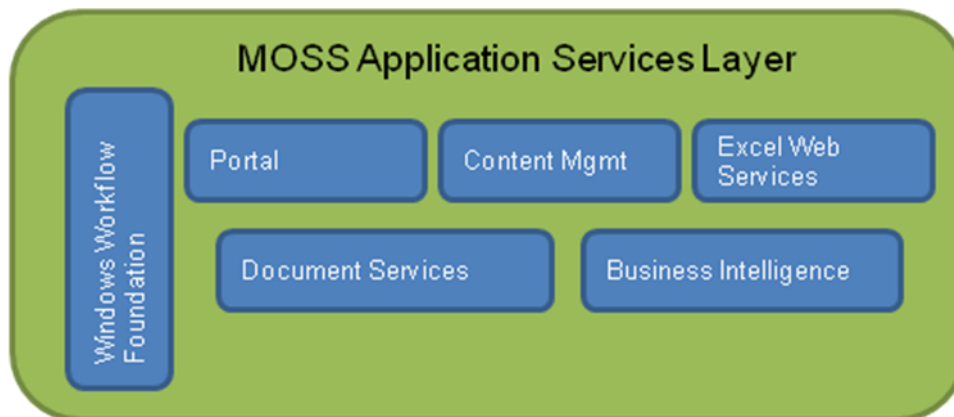 MOSS Application Services Layer
Windows Workflow
Foundation
Portal
Content Mgmt
Excel Web
Services
Document Services
Business Intelligence